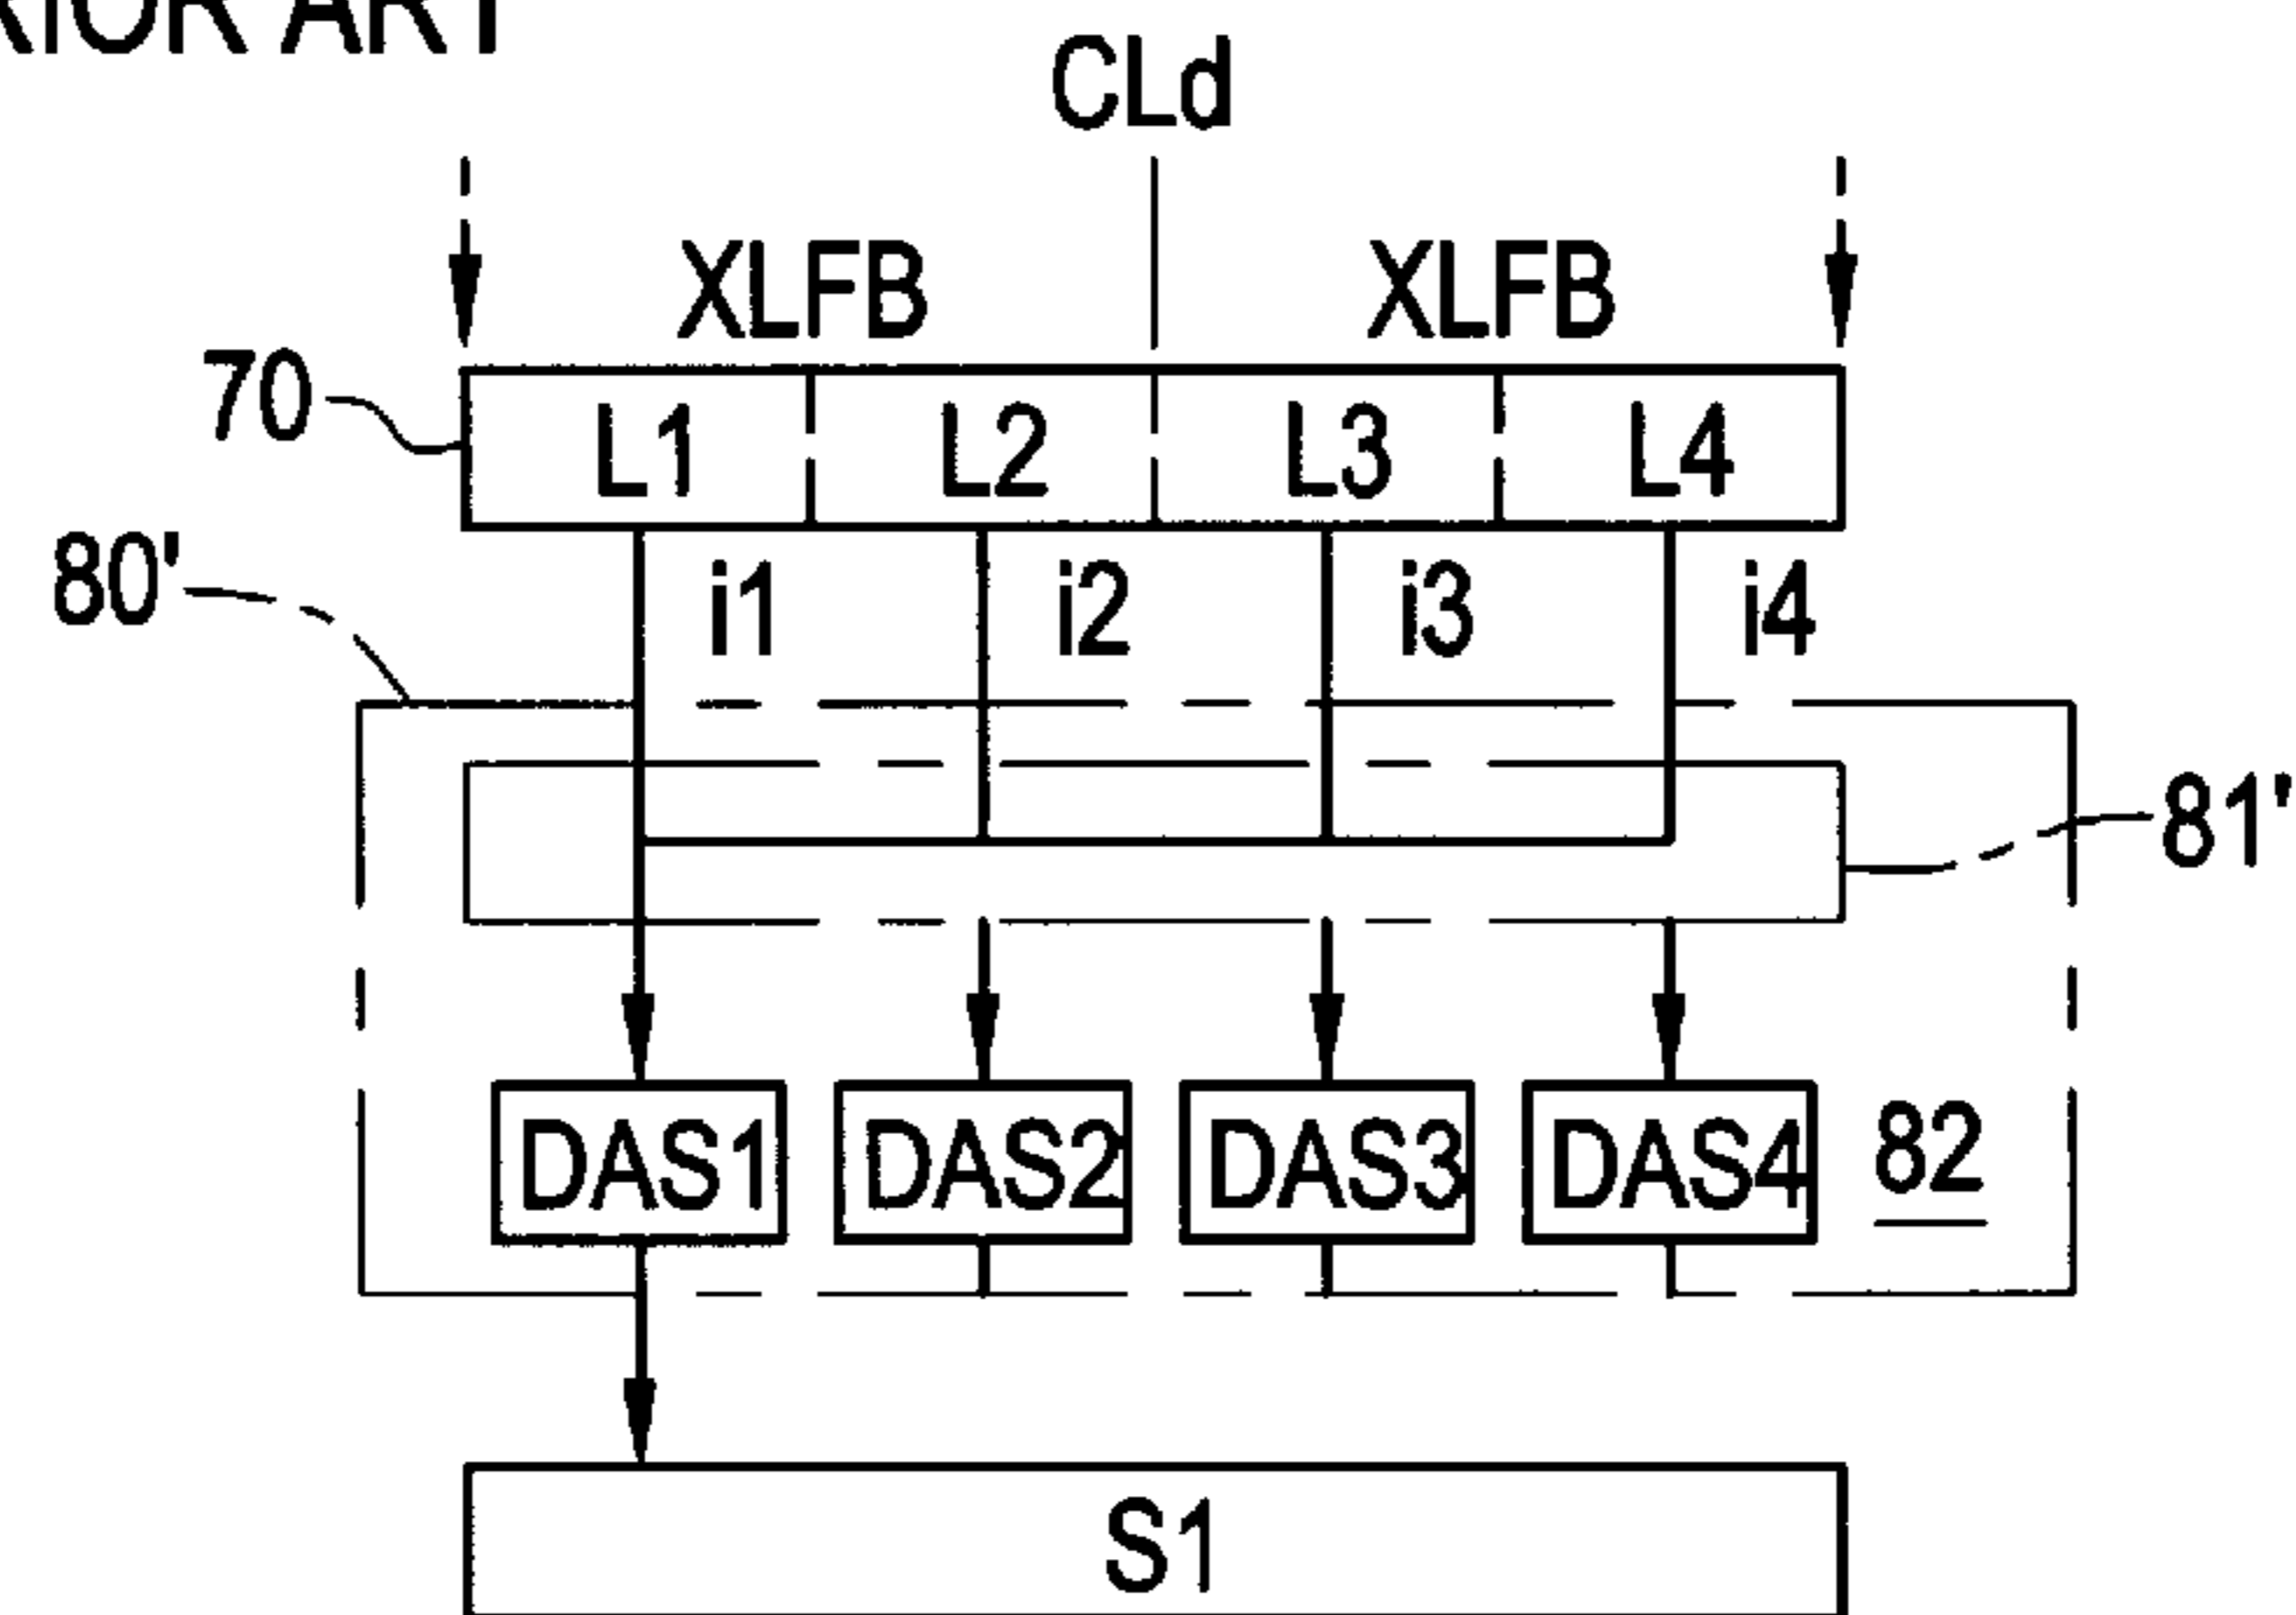 ART
CLd
XLFB XLFB
70 L1 L2 L3 L4
80' i1 i2 i3 i4
81'
DAS1 DAS2 DAS3 DAS4 82
S1